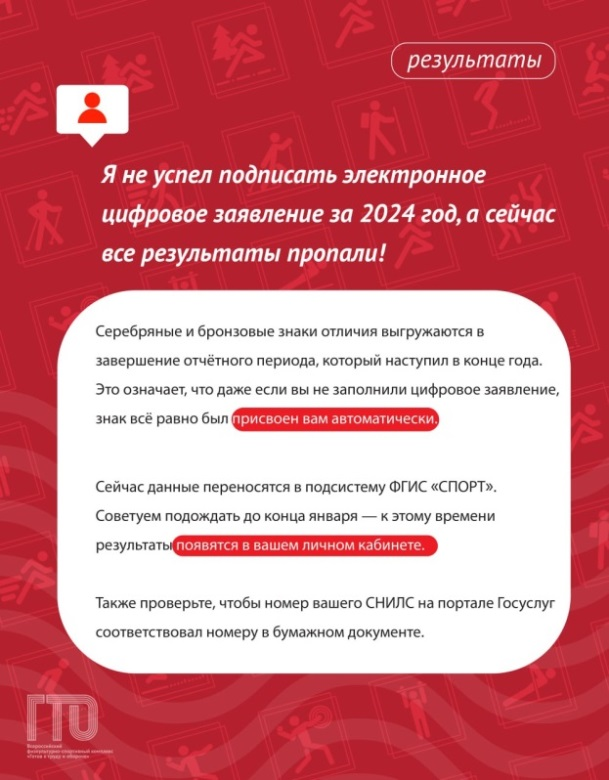 результаты
Я не успел подписать электронное
цифровое заявление за 2024 год, а сейчас
все результаты пропали!
Серебряные и бронзовые знаки отличия выгружаются в
завершение отчётного периода, который наступил в конце года.
Это означает, что даже если вы не заполнили цифровое заявление,
знак всё равно был присвоен вам автоматически.
Сейчас данные переносятся в подсистему ФГИС «СПОРТ».
Советуем подождать до конца января — к этому времени
результаты появятся в вашем личном кабинете.
Также проверьте, чтобы номер вашего СНИЛС на портале Госуслуг
соответствовал номеру в бумажном документе.
ГТО
Всероссийский
физкультурно-спортивный комплекс
«Готов к труду и обороне»